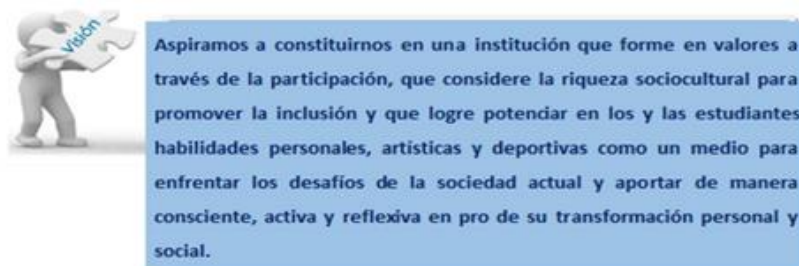 Visión
Aspiramos a constituirnos en una institución que forme en valores a
través de la participación, que considere la riqueza sociocultural para
promover la inclusión y que logre potenciar en los y las estudiantes
habilidades personales, artísticas y deportivas como un medio para
enfrentar los desafíos de la sociedad actual y aportar de manera
consciente, activa y reflexiva en pro de su transformación personal y
social.